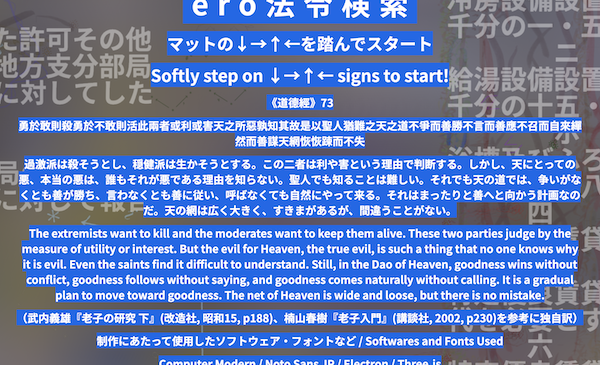 ero法令検索
マットの↓→↑←を踏んでスタート
Softly step on ↓→↑← signs to start!
《道德經》73
勇於敢則殺勇於不敢則活此兩者或利或害天之所惡孰知其故是以聖人猶難之天之道不爭而善勝不言而善應不召而自來繟
然而善謀天網恢恢踈而不失
過激派は殺そうとし、穏健派は生かそうとする。この二者は利や害という理由で判断する。しかし、天にとっての
悪、本当の悪は、誰もそれが悪である理由を知らない。聖人でも知ることは難しい。それでも天の道では、争いがな
くとも善が勝ち、言わなくとも善に従い、呼ばなくても自然にやって来る。それはまったりと善へと向かう計画なの
だ。天の網は広く大きく、すきまがあるが、間違うことがない。
The extremists want to kill and the moderates want to keep them alive. These two parties judge by the
measure of utility or interest. But the evil for Heaven, the true evil, is such a thing that no one knows why
it is evil. Even the saints find it difficult to understand. Still, in the Dao of Heaven, goodness wins without
conflict, goodness follows without saying, and goodness comes naturally without calling. It is a gradual
plan to move toward goodness. The net of Heaven is wide and loose, but there is no mistake.
（武内義雄『老子の研究 下』(改造社, 昭和15, p188)、楠山春樹『老子入門』(講談社, 2002, p230)を参考に独自訳）
制作にあたって使用したソフトウェア・フォントなど / Softwares and Fonts Used
Computer Modern / Noto Sans JP / Electron / Three.js
た許可その他
地方支分部局
に対してした
冷房設備設置
千分の一・五
二
給湯設備設置
千分の十五・
四
六